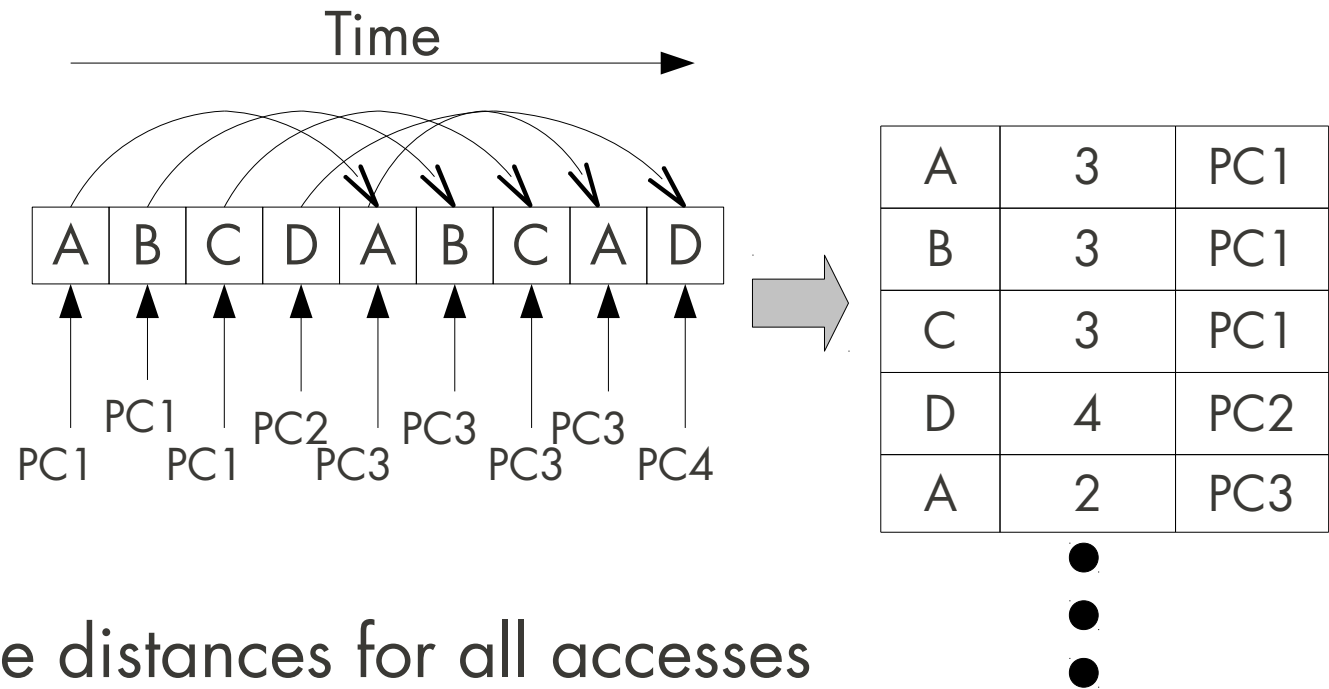 Time
A B C D A B C A D
PC1 PC2 PC3 PC3
PC1 PC1 PC3 PC3 PC4
A 3 PC1
B 3 PC1
C 3 PC1
D 4 PC2
A 2 PC3
e distances for all accesses